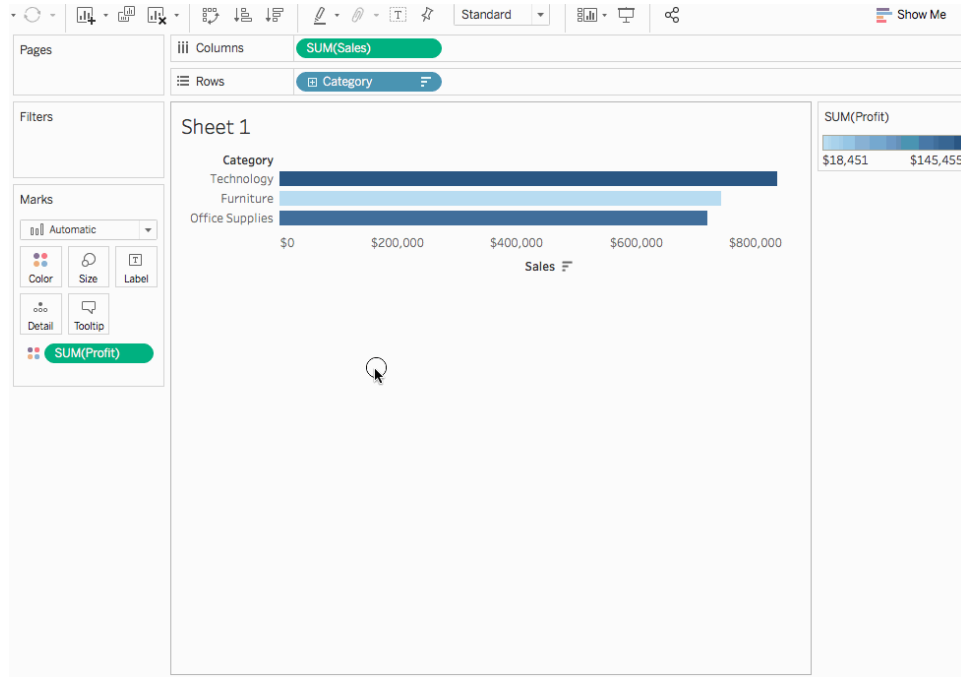 Standard
Show Me
Pages
Columns
SUM(Sales)
Rows
Category
Filters
Sheet 1
SUM(Profit)
$18,451 $145,455
Category
Technology
Furniture
Office Supplies
$0 $200,000 $400,000 $600,000 $800,000
Sales
Marks
Automatic
Color Size T Label
Detail Tooltip
SUM(Profit)